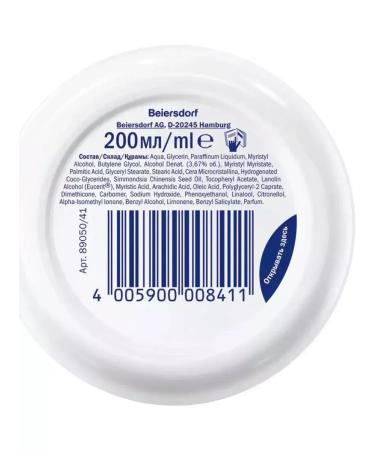 Beiersdorf
Beiersdorf AG, D-20245 Hamburg
200мл/ml e
Состав/Склад/Құрамы: Aqua, Glycerin, Paraffinum Liquidum, Myristyl
Alcohol, Butylene Glycol, Alcohol Denat. (3,67% об.), Myristyl Myristate,
Palmitic Acid, Glyceryl Stearate, Stearic Acid, Cera Microcristallina, Hydrogenated
Coco-Glycerides, Simmondsia Chinensis Seed Oil, Tocopheryl Acetate, Lanolin
Alcohol (Eucerit®), Myristic Acid, Arachidic Acid, Oleic Acid, Polyglyceryl-2 Caprate,
Dimethicone, Carbomer, Sodium Hydroxide, Phenoxyethanol, Linalool, Citronellol,
Alpha-Isomethyl Ionone, Benzyl Alcohol, Limonene, Benzyl Salicylate, Parfum.
Арт. 89050/41
Открывать здесь
4 005900 008411